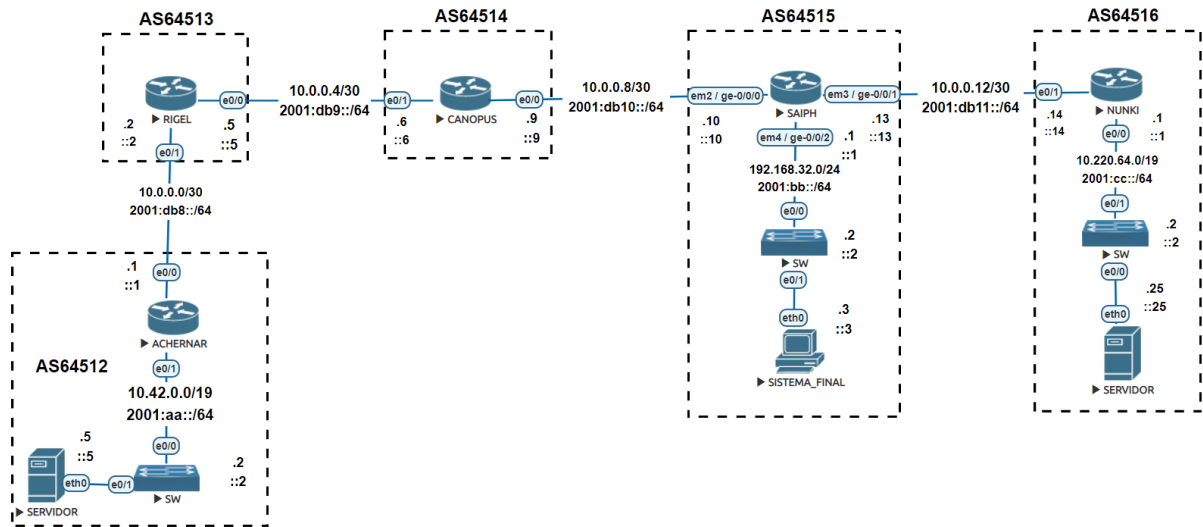 AS64513
RIGEL
e0/0
.2
::2
.5
::5
e0/1
10.0.0.4/30
2001:db9::/64
AS64514
e0/1
CANOPUS
e0/0
.6
::6
.9
::9
10.0.0.8/30
2001:db10::/64
AS64515
em2 / ge-0/0/0
SAIPH
em3 / ge-0/0/1
.10
::10
.13
::13
em4 / ge-0/0/2
.1
::1
192.168.32.0/24
2001:bb::/64
e0/0
SW
.2
::2
e0/1
eth0
.3
::3
SISTEMA_FINAL
10.0.0.12/30
2001:db11::/64
AS64516
e0/1
NUNKI
.14
::14
e0/0
.1
::1
10.220.64.0/19
2001:cc::/64
e0/1
SW
.2
::2
e0/0
eth0
.25
::25
SERVIDOR
10.0.0.0/30
2001:db8::/64
.1
::1
e0/0
ACHERNAR
AS64512
e0/1
10.42.0.0/19
2001:aa::/64
e0/0
.5
::5
eth0
e0/1
SW
.2
::2
SERVIDOR